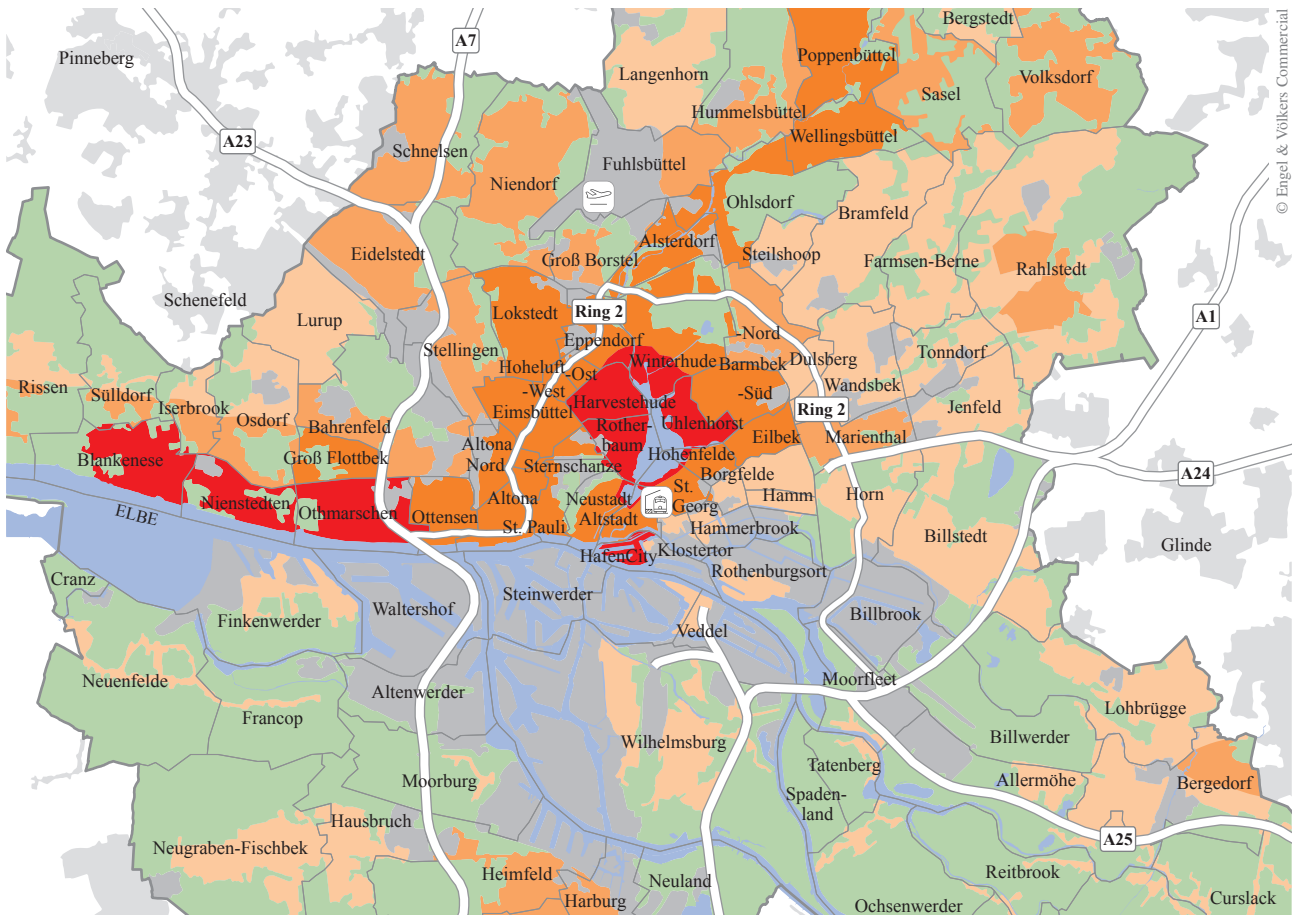 Bergstedt
A7
Pinneberg
Poppenbüttel
Langenhorn
Volksdorf
Sasel
Hummelsbüttel
A23
Wellingsbüttel
Schnelsen
Fuhlsbüttel
Niendorf
© Engel & Völkers Commercial
Ohlsdorf
Bramfeld
Alsterdorf
Eidelstedt
Steilshoop
Groß Borstel
Farmsen-Berne
Rahlstedt
Schenefeld
Lokstedt
Ring 2
A1
Lurup
-Nord
Eppendorf
Stellingen
Tonndorf
Winterhude
Barmbek
Dulsberg
Hoheluft
-Ost
Wandsbek
Rissen
Sülldorf
-West
-Süd
Harvestehude
Iserbrook
Eimsbüttel
Ring 2
Jenfeld
Osdorf
Bahrenfeld
Rother-
baum
Uhlenhorst
Eilbek
Marienthal
Altona
Nord
Blankenese
Groß Flottbek
Sternschanze
Hohenfelde
Borgfelde
A24
St.
Georg
Hamm
Horn
Nienstedten
Altona
Neustadt
Othmarschen
Ottensen
Altstadt
ELBE
St. Pauli
Hammerbrook
Billstedt
Glinde
HafenCity
Klostertor
Rothenburgsort
Cranz
Steinwerder
Waltershof
Billbrook
Finkenwerder
Veddel
Neuenfelde
Moorfleet
Altenwerder
Lohbrügge
Francop
Billwerder
Wilhelmsburg
Tatenberg
Moorburg
Allermöhe
Bergedorf
Spaden-
land
Hausbruch
A25
Neugraben-Fischbek
Reitbrook
Heimfeld
Neuland
Harburg
Curslack
Ochsenwerder